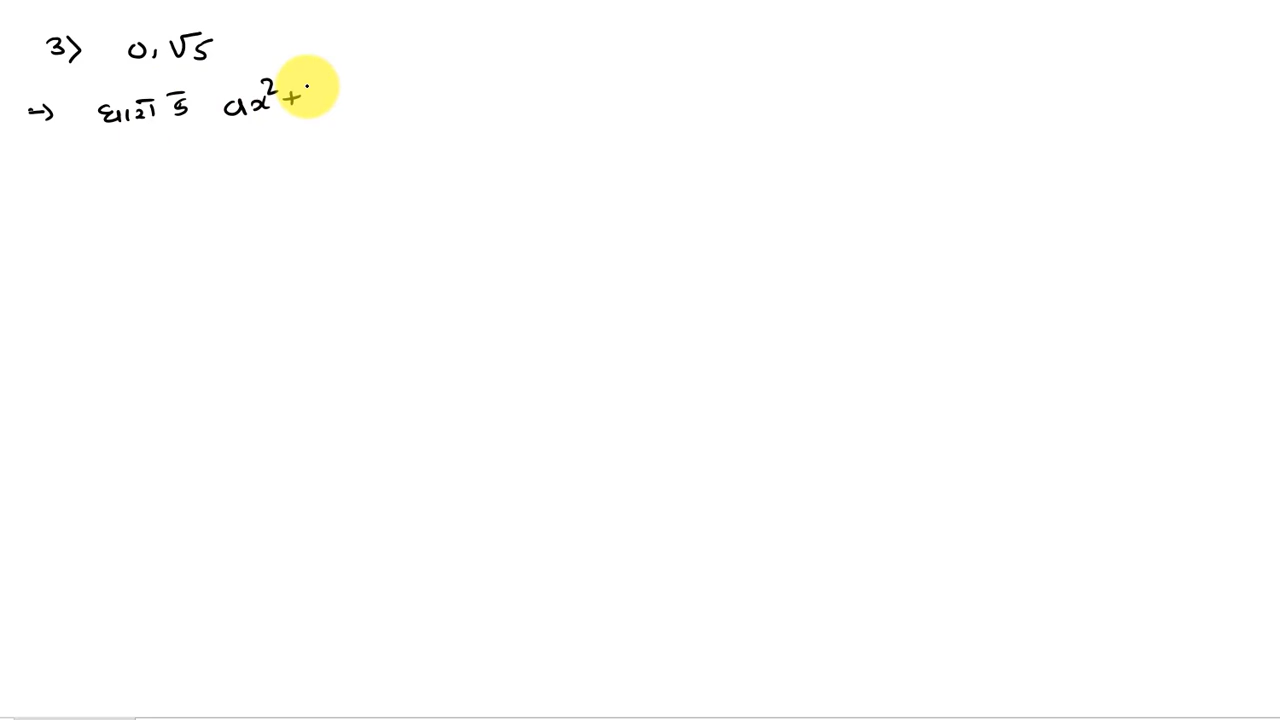 3) 0, √5
→ ધારો કે ax² +